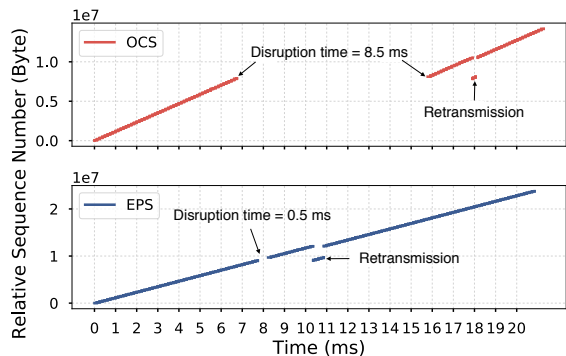 1e7
OCS
Disruption time = 8.5 ms
1.0
0.5
Retransmission
0.0
Relative Sequence Number (Byte)
1e7
EPS
2
Disruption time = 0.5 ms
1
Retransmission
0
0 1 2 3 4 5 6 7 8 9 10 11 12 13 14 15 16 17 18 19 20
Time (ms)